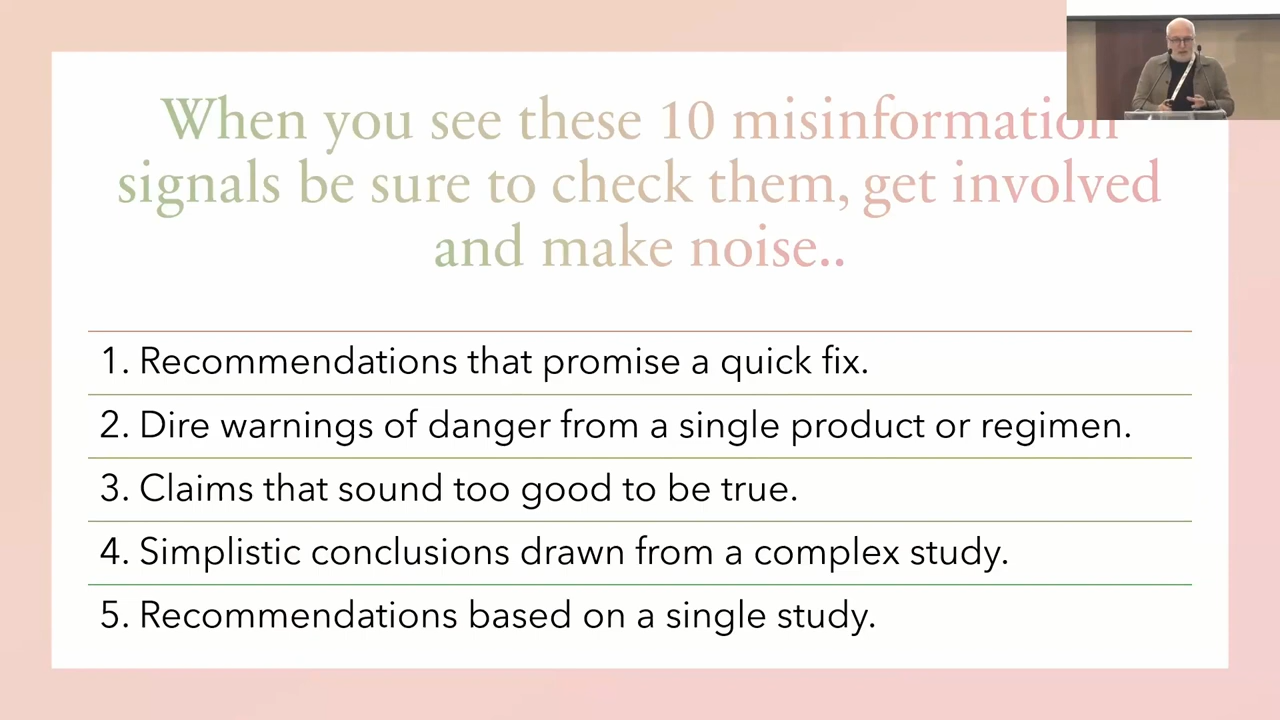 When you see these 10 misinformation
signals be sure to check them, get involved
and make noise..
1. Recommendations that promise a quick fix.
2. Dire warnings of danger from a single product or regimen.
3. Claims that sound too good to be true.
4. Simplistic conclusions drawn from a complex study.
5. Recommendations based on a single study.